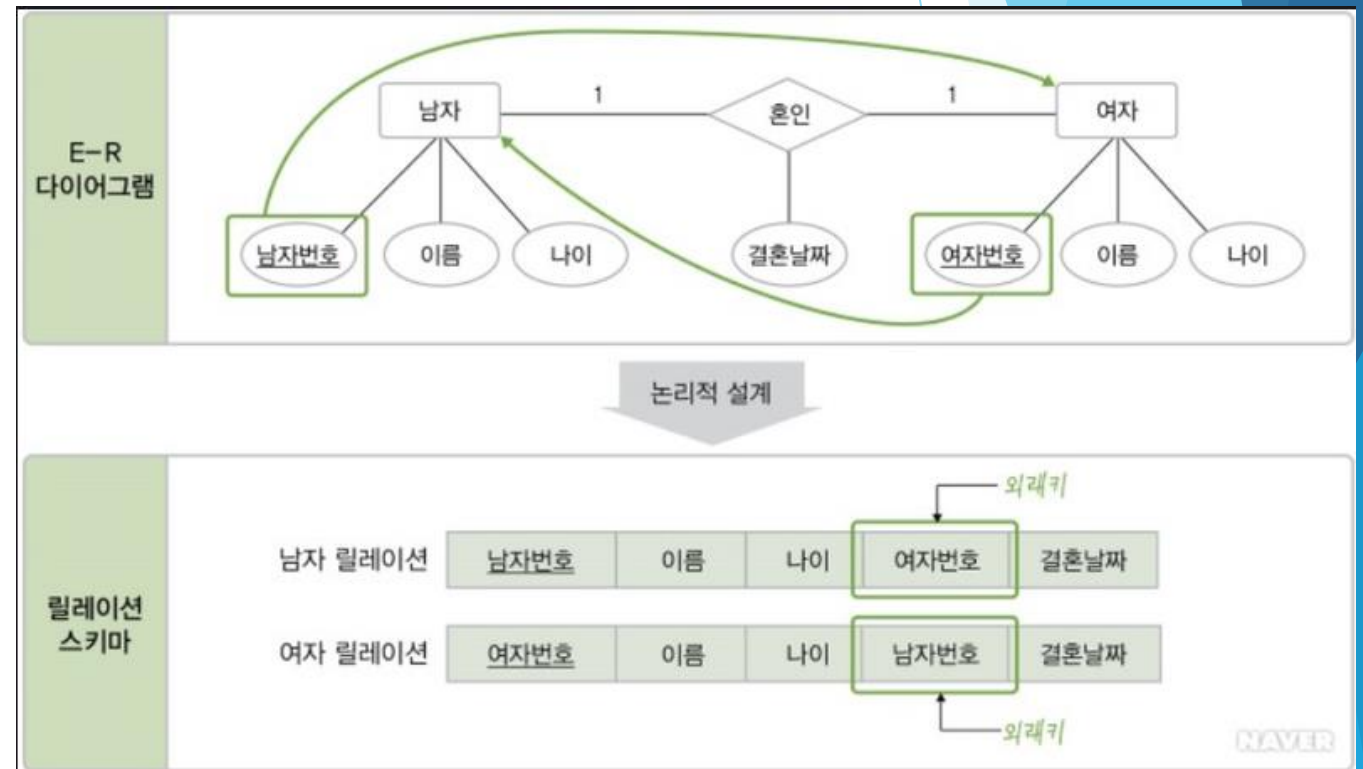 E-R
다이어그램
남자
1
혼인
1
여자
남자번호
이름
나이
결혼날짜
여자번호
이름
나이
논리적 설계
릴레이션
스키마
외래키
남자 릴레이션
남자번호 이름 나이 여자번호 결혼날짜
여자 릴레이션
여자번호 이름 나이 남자번호 결혼날짜
외래키
NAVER